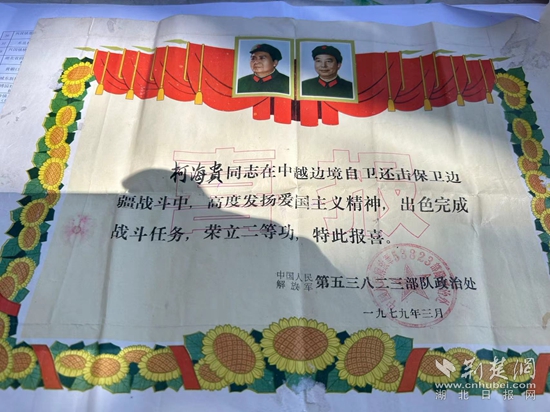 喜报
柯海贵同志在中越边境自卫还击保卫边
疆战斗中，高度发扬爱国主义精神，出色完成
战斗任务，荣立二等功，特此报喜。
中国人民
解放军
第五三八二三部队政治处
一九七九年三月
荆楚网
www.cnhubei.com
湖北日报网